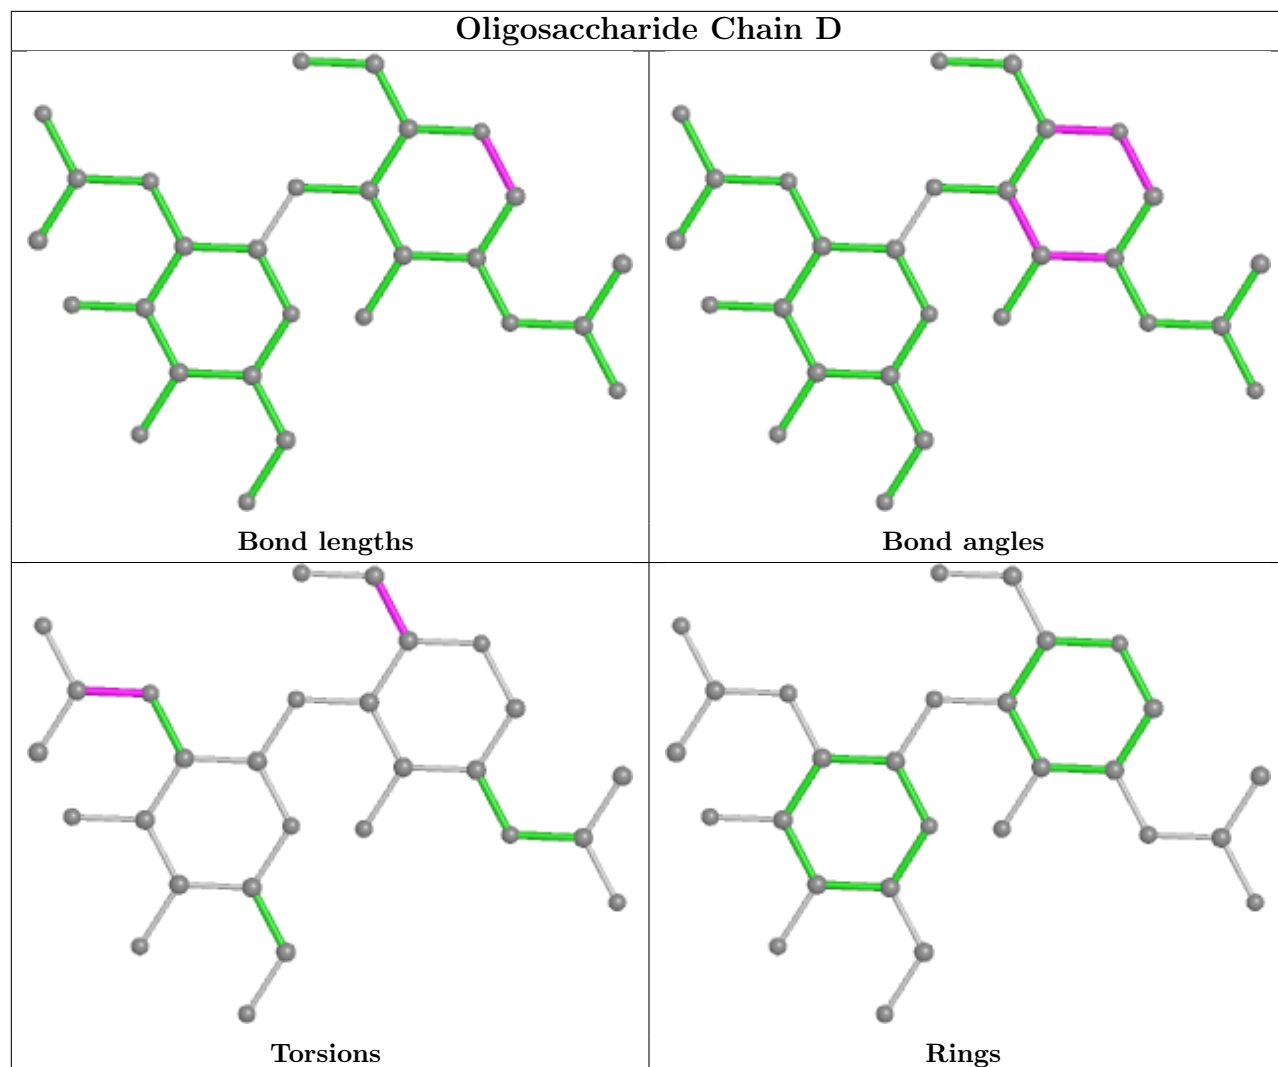 Oligosaccharide Chain D
Bond lengths
Bond angles
Torsions
Rings